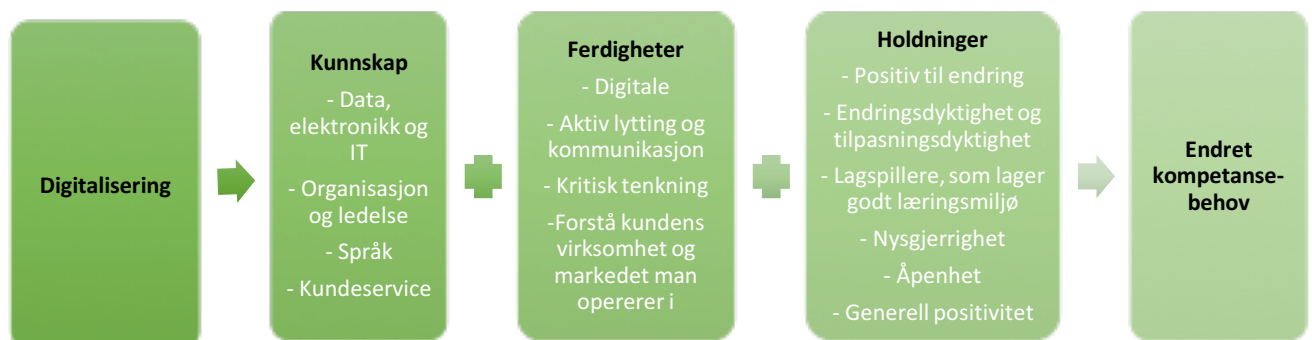 Digitalisering
Kunnskap
- Data,
elektronikk og
IT
- Organisasjon
og ledelse
- Språk
- Kundeservice
Ferdigheter
- Digitale
- Aktiv lytting og
kommunikasjon
- Kritisk tenkning
-Forstå kundens
virksomhet og
markedet man
opererer i
Holdninger
- Positiv til endring
- Endringsdyktighet og
tilpasningsdyktighet
- Lagspillere, som lager
godt læringsmiljø
- Nysgjerrighet
- Åpenhet
- Generell positivitet
Endret
kompetanse-
behov